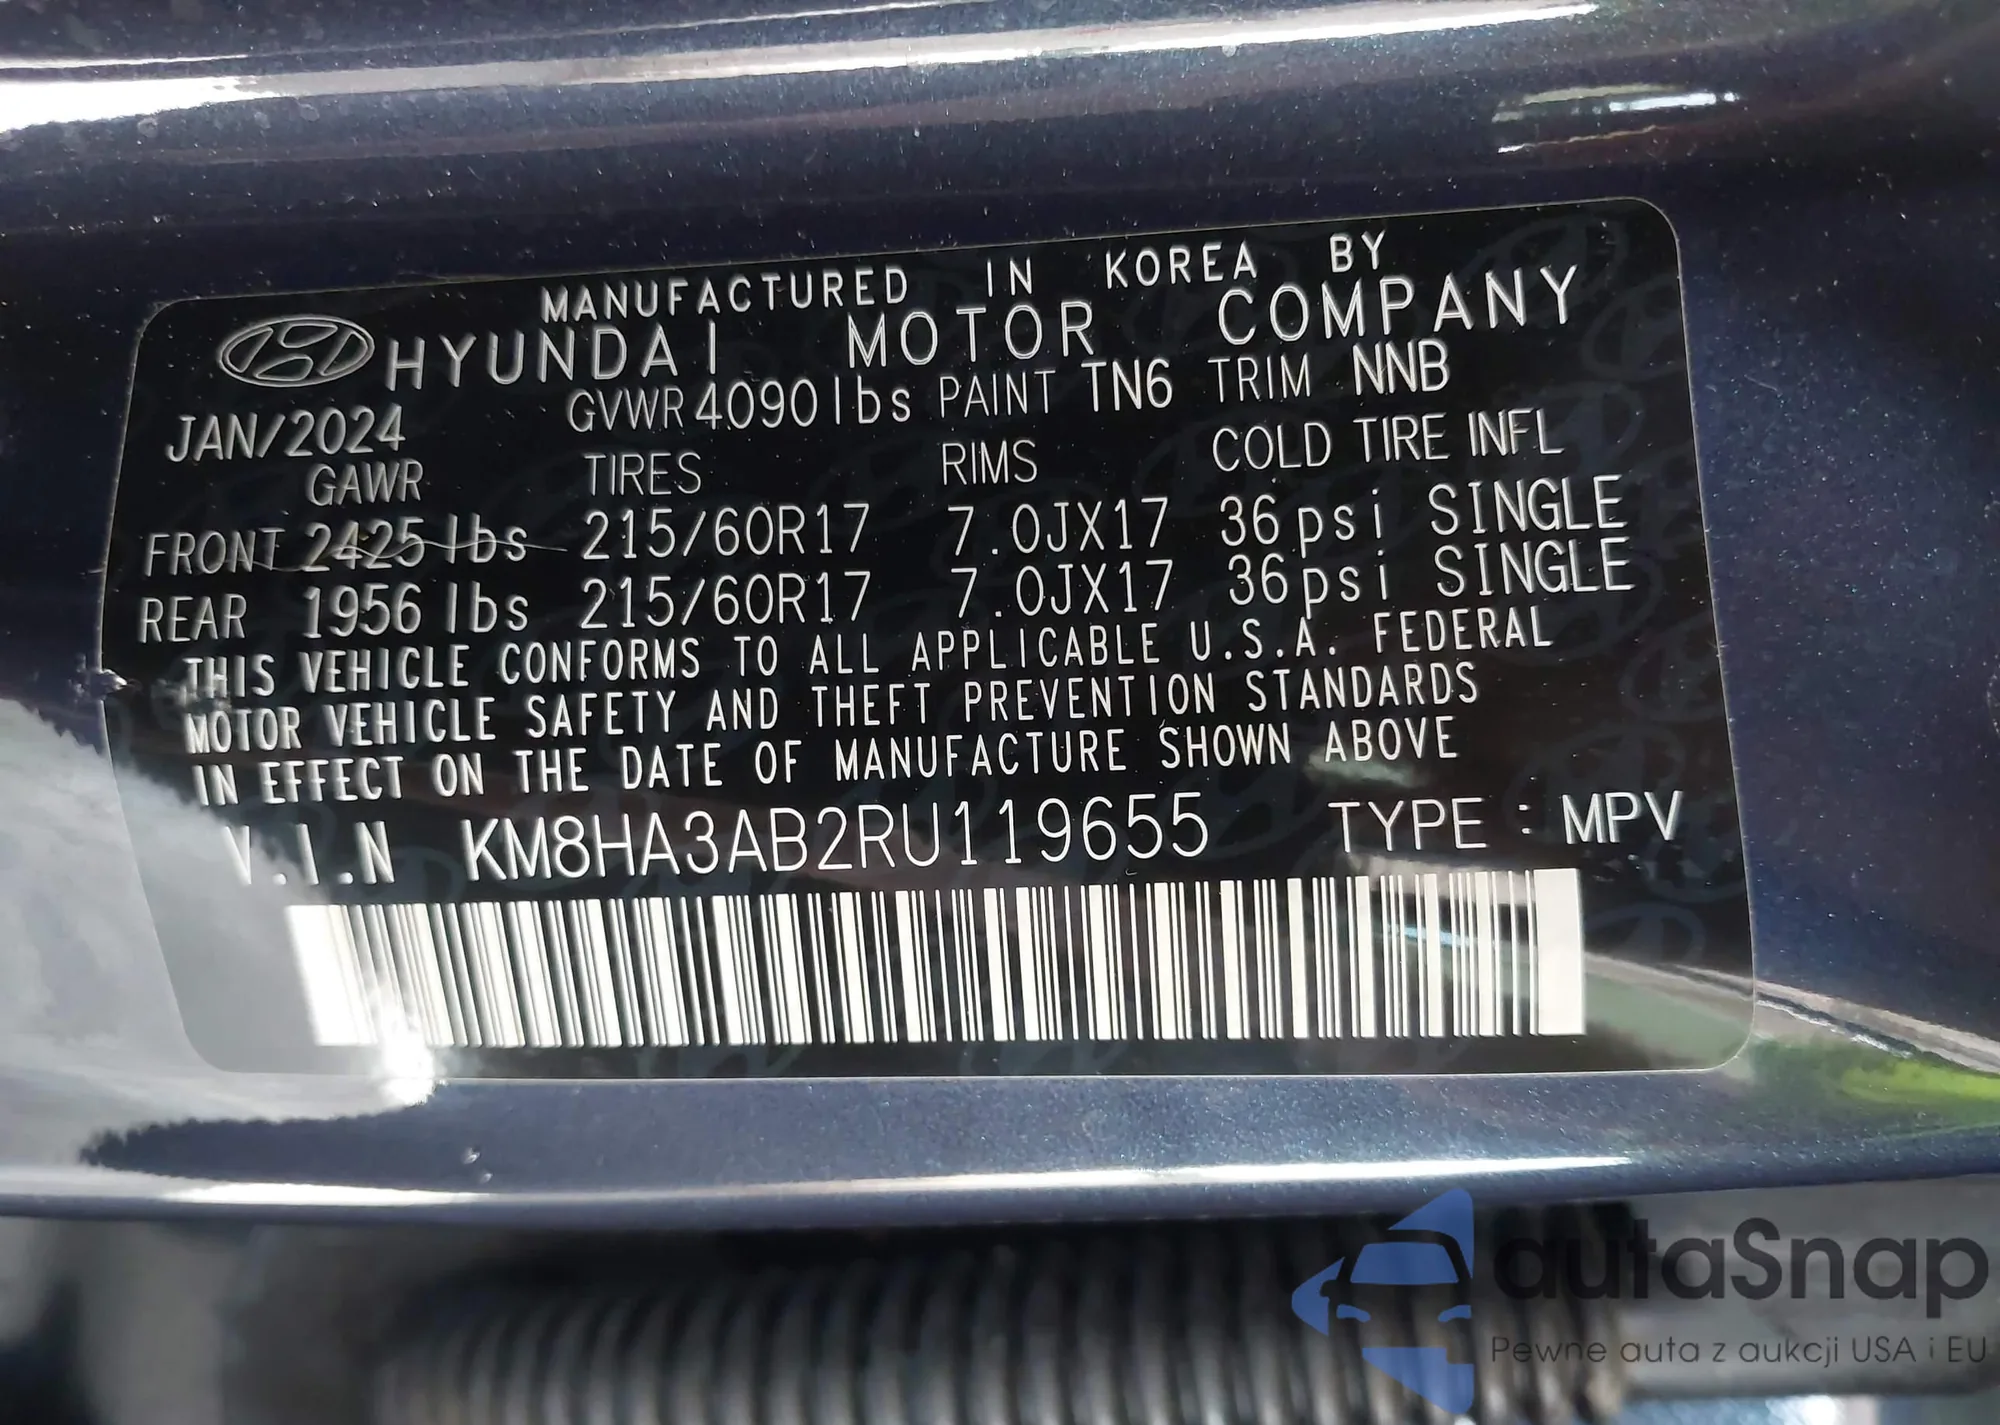 MANUFACTURED IN KOREA BY
HYUNDAI MOTOR COMPANY
JAN/2024 GVWR 4090 lbs PAINT TN6 TRIM NNB
GAWR TIRES RIMS COLD TIRE INFL
FRONT 2425 lbs 215/60R17 7.0JX17 36psi SINGLE
REAR 1956 lbs 215/60R17 7.0JX17 36psi SINGLE
THIS VEHICLE CONFORMS TO ALL APPLICABLE U.S.A. FEDERAL
MOTOR VEHICLE SAFETY AND THEFT PREVENTION STANDARDS
IN EFFECT ON THE DATE OF MANUFACTURE SHOWN ABOVE
V.I.N KM8HA3AB2RU119655 TYPE : MPV
autaSnap
Pewne auta z aukcji USA i EU